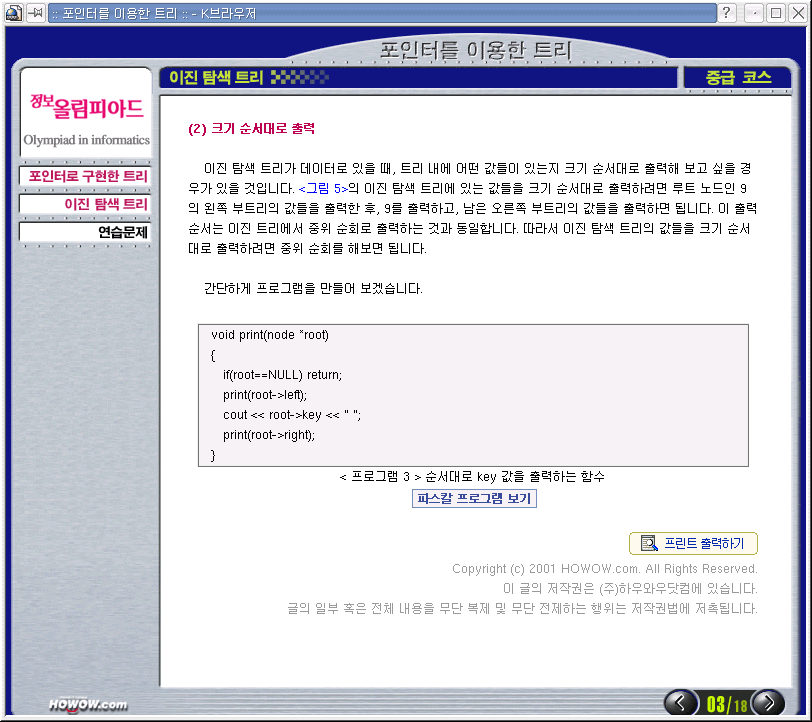 :: 포인터를 이용한 트리 :: - K브라우저
포인터를 이용한 트리
이진 탐색 트리
중급 코스
정보올림피아드
Olympiad in informatics
포인터로 구현한 트리
이진 탐색 트리
연습문제
(2) 크기 순서대로 출력
이진 탐색 트리가 데이터로 있을 때, 트리 내에 어떤 값들이 있는지 크기 순서대로 출력해 보고 싶을 경
우가 있을 것입니다. <그림 5>의 이진 탐색 트리에 있는 값들을 크기 순서대로 출력하려면 루트 노드인 9
의 왼쪽 부트리의 값들을 출력한 후, 9를 출력하고, 남은 오른쪽 부트리의 값들을 출력하면 됩니다. 이 출력
순서는 이진 트리에서 중위 순회로 출력하는 것과 동일합니다. 따라서 이진 탐색 트리의 값들을 크기 순서
대로 출력하려면 중위 순회를 해보면 됩니다.
간단하게 프로그램을 만들어 보겠습니다.
void print(node *root)
{
if(root==NULL) return;
print(root->left);
cout << root->key << " ";
print(root->right);
}
< 프로그램 3 > 순서대로 key 값을 출력하는 함수
파스칼 프로그램 보기
프린트 출력하기
Copyright (c) 2001 HOWOW.com. All Rights Reserved.
이 글의 저작권은 (주)하우와우닷컴에 있습니다.
글의 일부 혹은 전체 내용을 무단 복제 및 무단 전제하는 행위는 저작권법에 저촉됩니다.
HOWOW.com
03/18